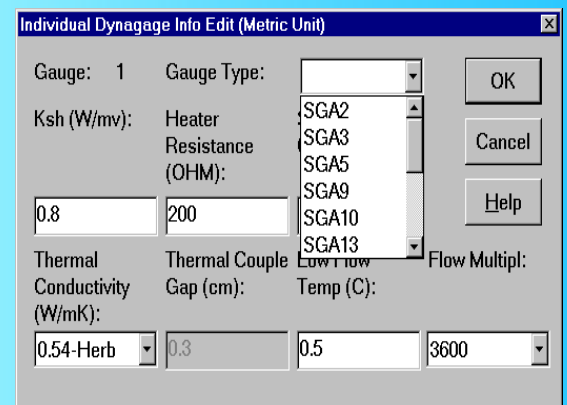 Individual Dynagage Info Edit (Metric Unit)
Gauge: 1 Gauge Type:
OK
SGA2
SGA3
SGA5
SGA9
SGA10
SGA13
Ksh (W/mv):
Heater
Resistance
(OHM):
Cancel
Help
0.8
200
Thermal
Conductivity
(W/mK):
Thermal Couple
Gap (cm):
Low Flow
Temp (C):
Flow Multipl:
0.54-Herb
0.3
0.5
3600